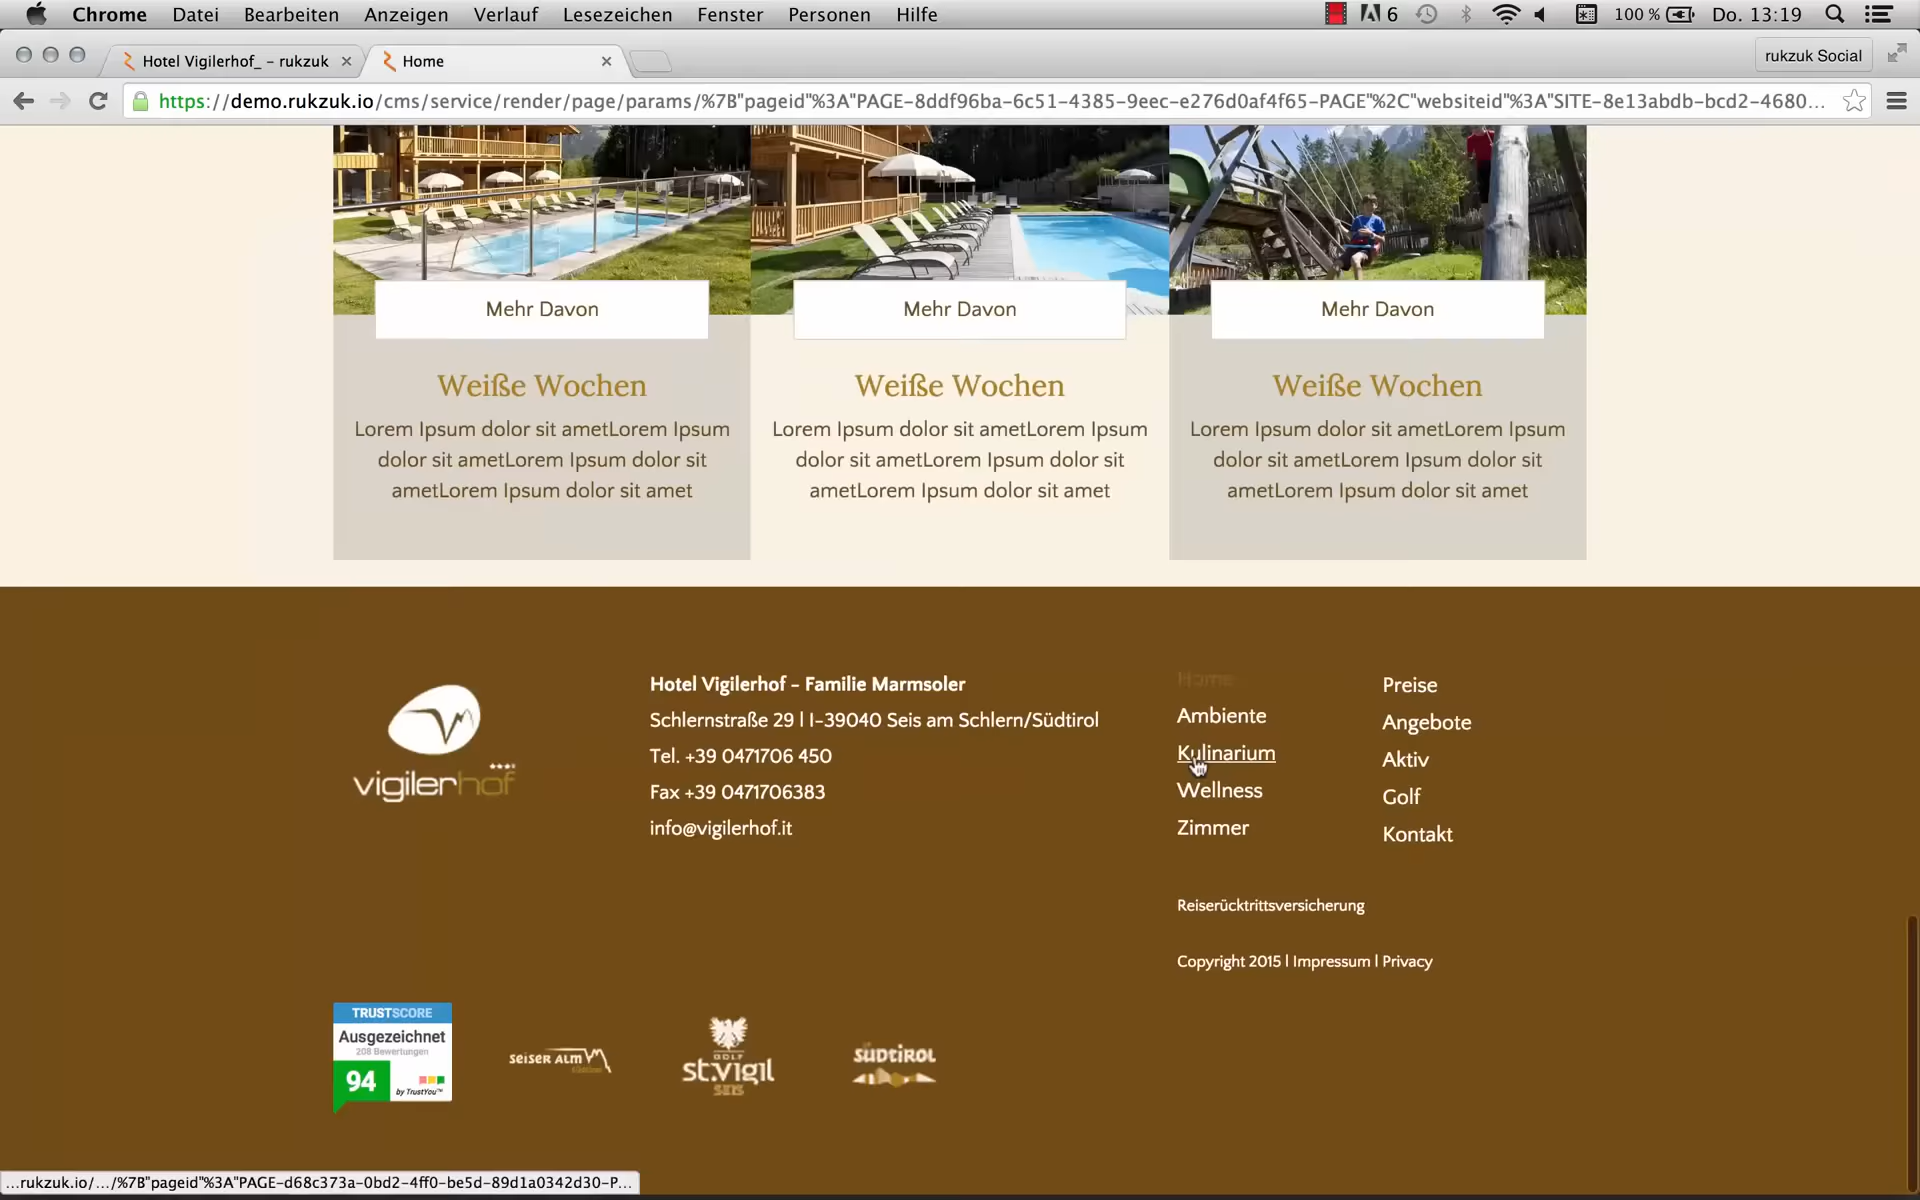 Chrome Datei Bearbeiten Anzeigen Verlauf Lesezeichen Fenster Personen Hilfe 6 100 % Do. 13:19
Hotel Vigilerhof_ – rukzuk Home rukzuk Social
https://demo.rukzuk.io/cms/service/render/page/params/%7B"pageid"%3A"PAGE-8ddf96ba-6c51-4385-9eec-e276d0af4f65-PAGE"%2C"websiteid"%3A"SITE-8e13abdb-bcd2-4680...
Mehr Davon
Weiße Wochen
Lorem Ipsum dolor sit ametLorem Ipsum
dolor sit ametLorem Ipsum dolor sit
ametLorem Ipsum dolor sit amet
Mehr Davon
Weiße Wochen
Lorem Ipsum dolor sit ametLorem Ipsum
dolor sit ametLorem Ipsum dolor sit
ametLorem Ipsum dolor sit amet
Mehr Davon
Weiße Wochen
Lorem Ipsum dolor sit ametLorem Ipsum
dolor sit ametLorem Ipsum dolor sit
ametLorem Ipsum dolor sit amet
vigilerhof
Hotel Vigilerhof - Familie Marmsoler
Schlernstraße 29 | I-39040 Seis am Schlern/Südtirol
Tel. +39 0471706 450
Fax +39 0471706383
info@vigilerhof.it
Home
Ambiente
Kulinarium
Wellness
Zimmer
Preise
Angebote
Aktiv
Golf
Kontakt
Reiserücktrittsversicherung
Copyright 2015 | Impressum | Privacy
TRUSTSCORE
Ausgezeichnet
208 Bewertungen
94
by TrustYou™
SEISER ALM
GOLF
st.vigil
SEIS
SÜDTIROL
...rukzuk.io/.../%7B"pageid"%3A"PAGE-d68c373a-0bd2-4ff0-be5d-89d1a0342d30-P...